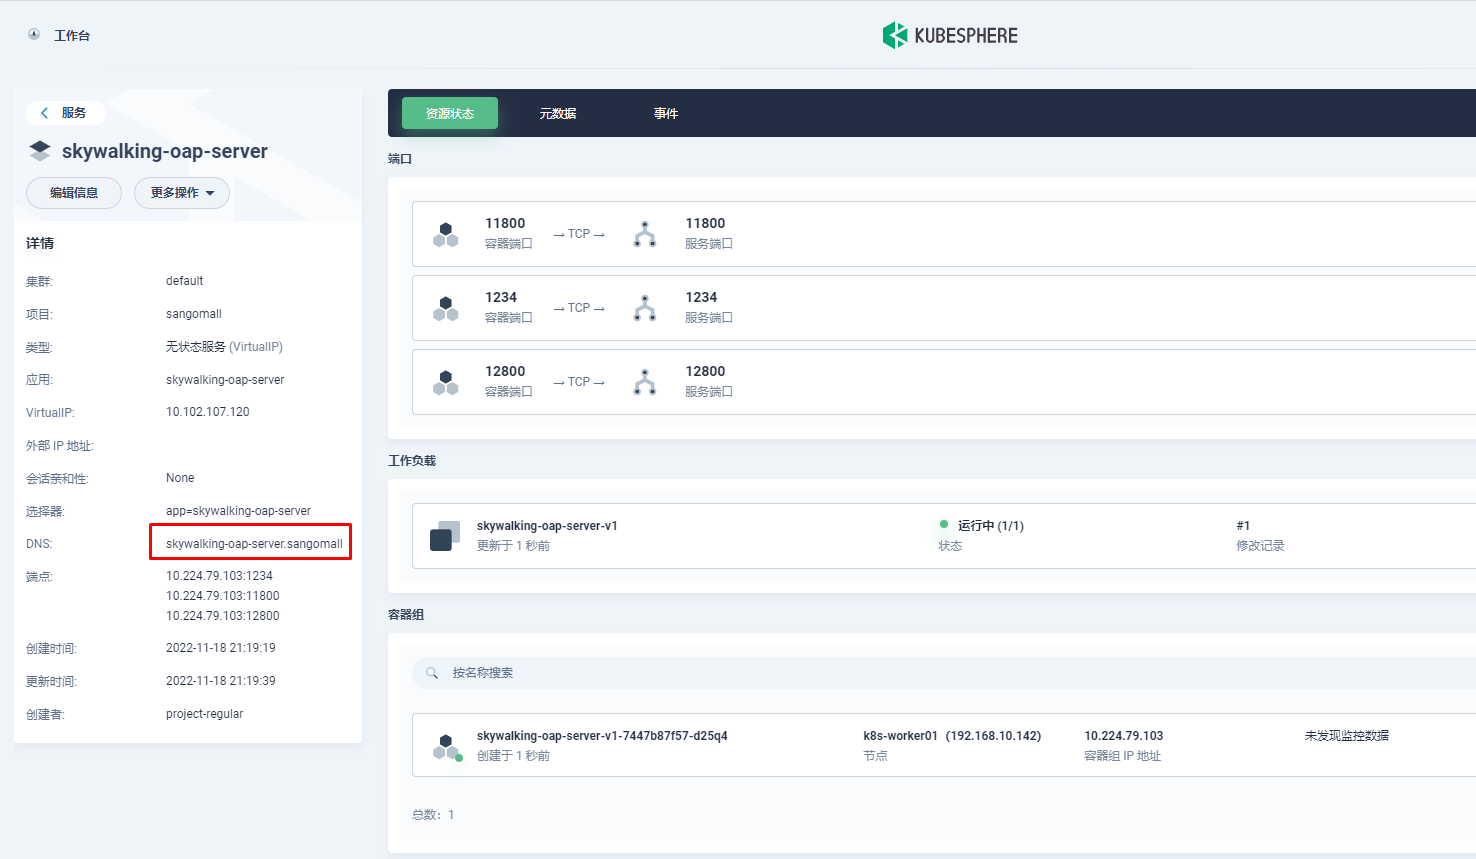 工作台
KUBESPHERE
服务
skywalking-oap-server
编辑信息
更多操作
详情
集群: default
项目: sangomall
类型: 无状态服务 (VirtualIP)
应用: skywalking-oap-server
VirtualIP: 10.102.107.120
外部 IP 地址:
会话亲和性: None
选择器: app=skywalking-oap-server
DNS: skywalking-oap-server.sangomall
端点: 10.224.79.103:1234
10.224.79.103:11800
10.224.79.103:12800
创建时间: 2022-11-18 21:19:19
更新时间: 2022-11-18 21:19:39
创建者: project-regular
资源状态 元数据 事件
端口
11800 → TCP → 11800
容器端口 服务端口
1234 → TCP → 1234
容器端口 服务端口
12800 → TCP → 12800
容器端口 服务端口
工作负载
skywalking-oap-server-v1 运行中 (1/1) #1
更新于 1 秒前 状态 修改记录
容器组
按名称搜索
skywalking-oap-server-v1-7447b87f57-d25q4 k8s-worker01（192.168.10.142） 10.224.79.103 未发现监控数据
创建于 1 秒前 节点 容器组 IP 地址
总数：1